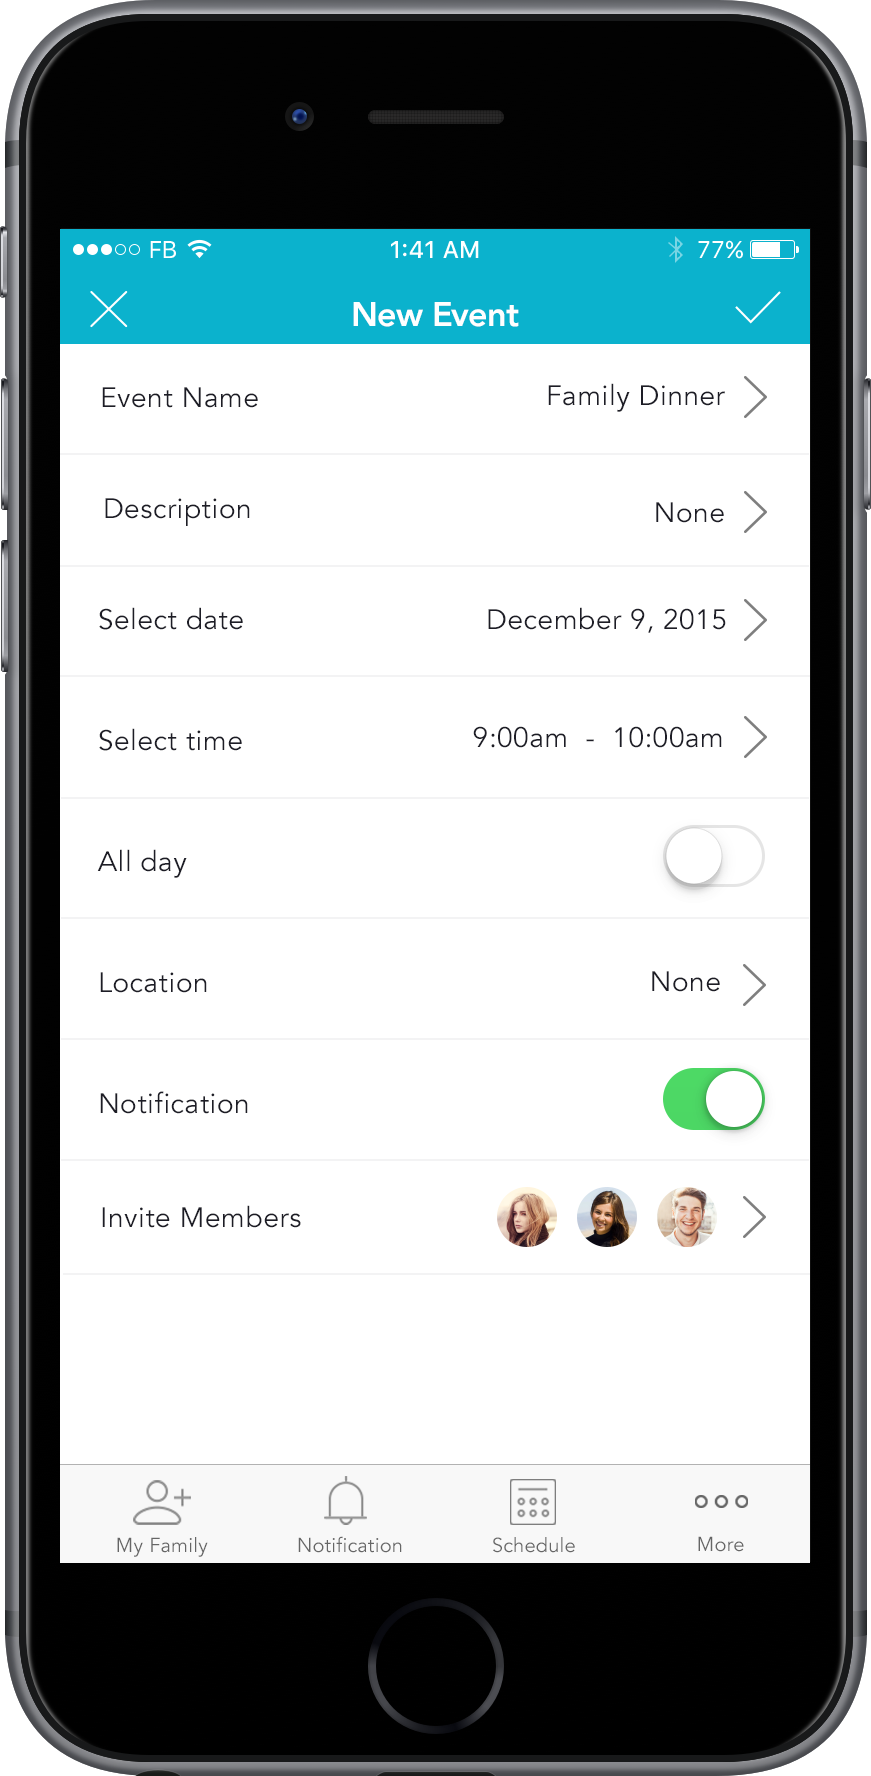 FB 1:41 AM 77%
New Event
Event Name Family Dinner
Description None
Select date December 9, 2015
Select time 9:00am - 10:00am
All day
Location None
Notification
Invite Members
My Family Notification Schedule More